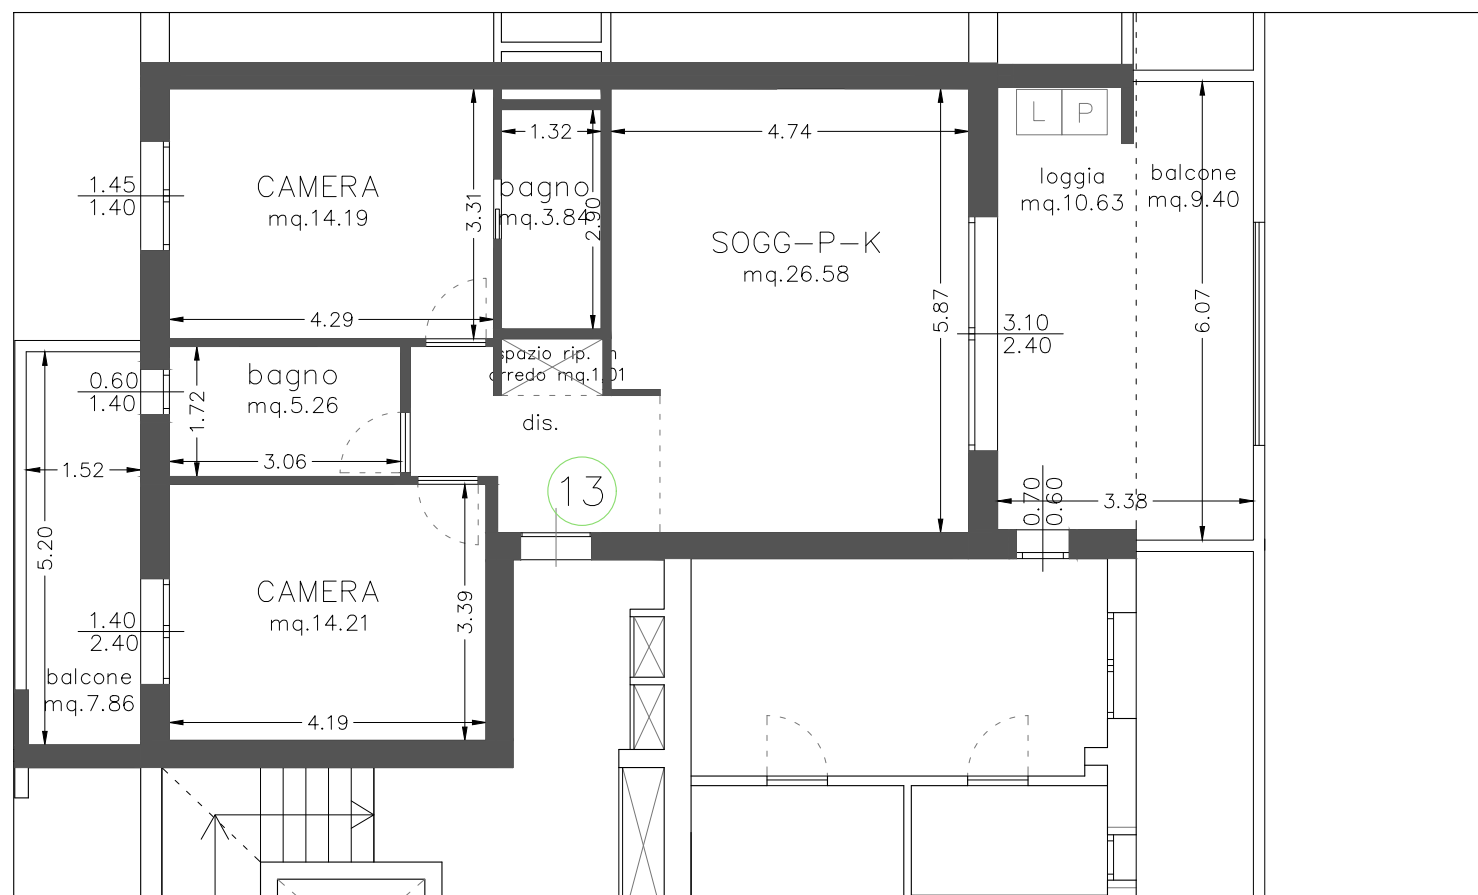 1.45
1.40
CAMERA
mq.14.19
3.31
4.29
1.32
bagno
mq.3.84
2.90
4.74
SOGG-P-K
mq.26.58
5.87
L P
loggia
mq.10.63
balcone
mq.9.40
3.10
2.40
6.07
0.60
1.40
bagno
mq.5.26
1.72
3.06
spazio rip. in
arredo mq.1,01
dis.
13
1.52
5.20
0.70
0.60
3.38
CAMERA
mq.14.21
3.39
4.19
1.40
2.40
balcone
mq.7.86